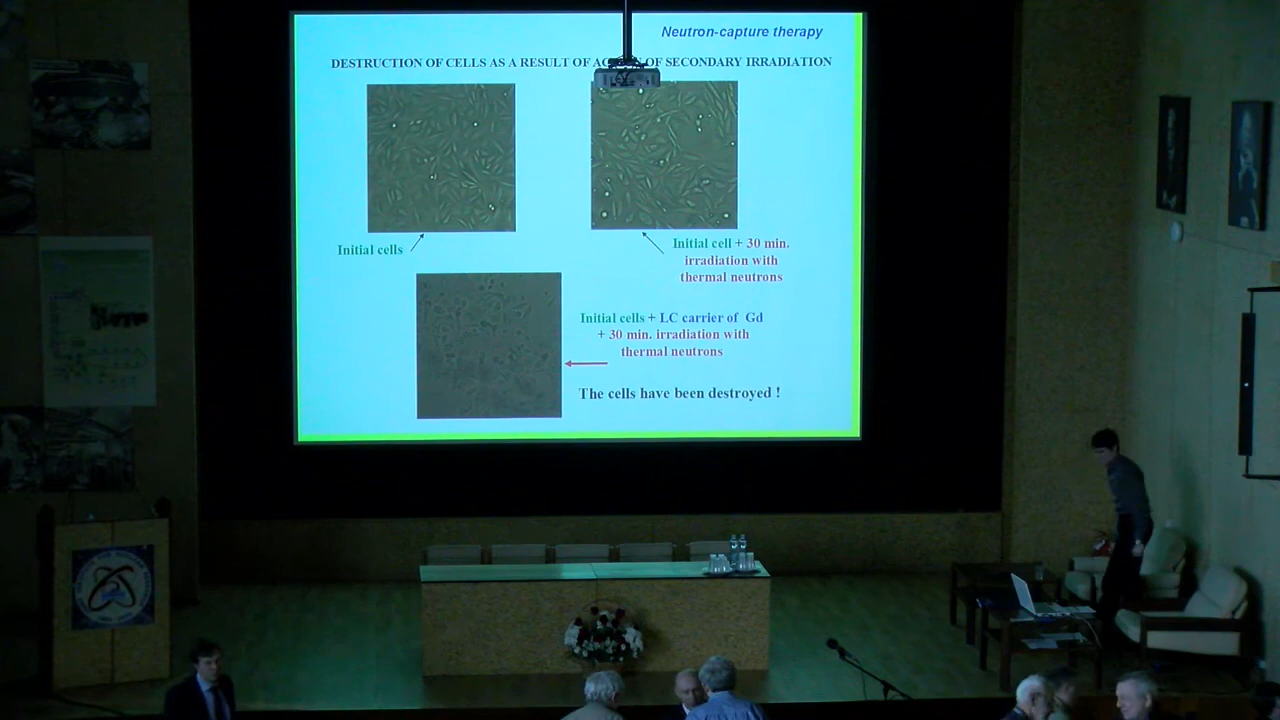 Neutron-capture therapy
DESTRUCTION OF CELLS AS A RESULT OF OF SECONDARY IRRADIATION
Initial cells
Initial cell + 30 min.
irradiation with
thermal neutrons
Initial cells + LC carrier of Gd
+ 30 min. irradiation with
thermal neutrons
The cells have been destroyed !